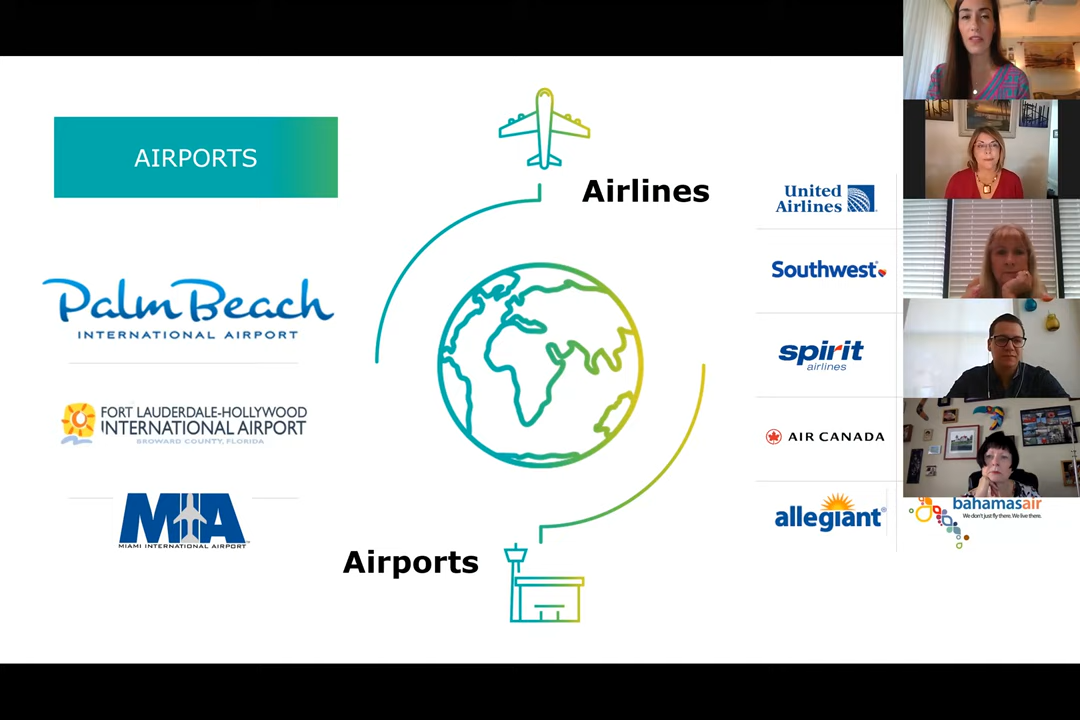 AIRPORTS
Palm Beach
INTERNATIONAL AIRPORT
FORT LAUDERDALE-HOLLYWOOD
INTERNATIONAL AIRPORT
BROWARD COUNTY, FLORIDA
MIA
MIAMI INTERNATIONAL AIRPORT
Airlines
Airports
United
Airlines
Southwest
spirit
airlines
AIR CANADA
allegiant
bahamasair
We don't just fly there. We live there.